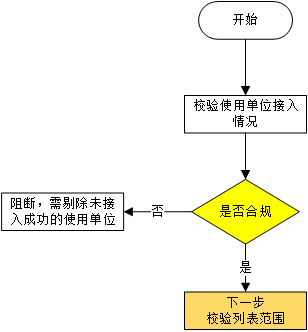 开始
校验使用单位接入
情况
是否合规
否
阻断，需剔除未接
入成功的使用单位
是
下一步
校验列表范围